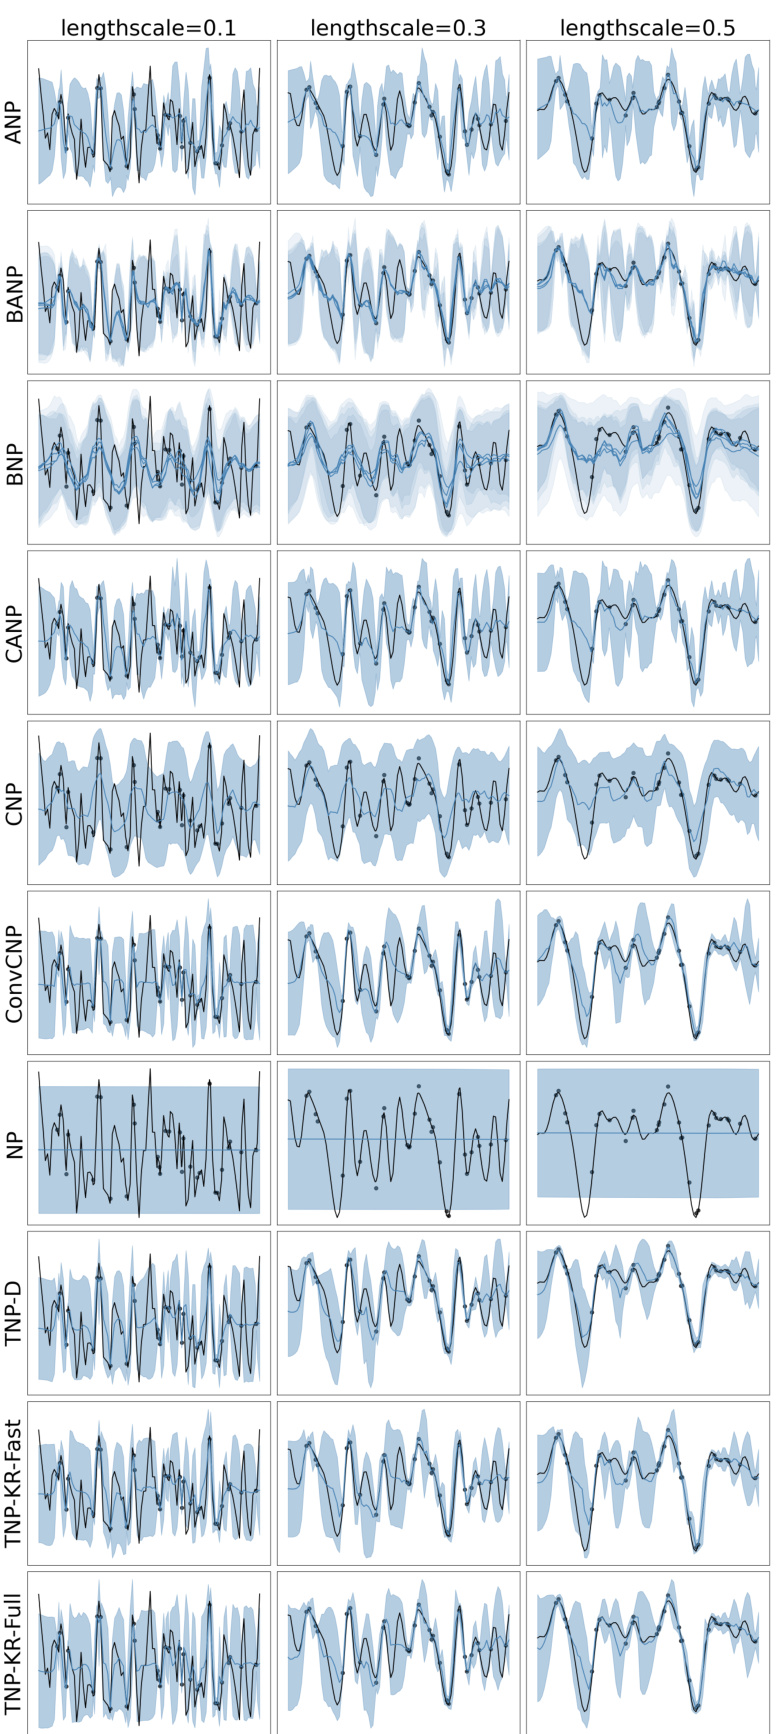 lengthscale=0.1 lengthscale=0.3 lengthscale=0.5
ANP
BANP
BNP
CANP
CNP
ConvCNP
NP
TNP-D
TNP-KR-Fast
TNP-KR-Full